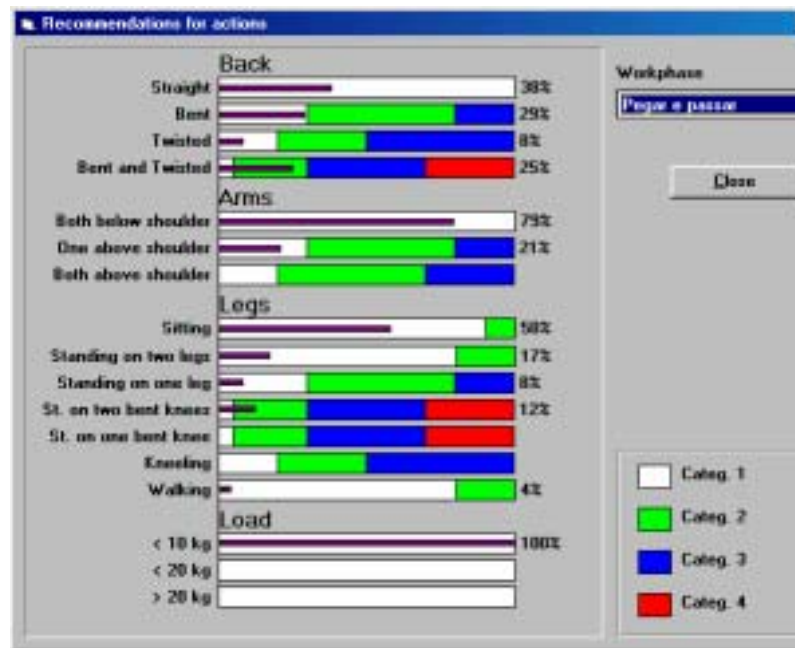 Recommendations for actions
Back
Straight 38%
Bent 29%
Twisted 8%
Bent and Twisted 25%
Arms
Both below shoulder 79%
One above shoulder 21%
Both above shoulder
Legs
Sitting 58%
Standing on two legs 17%
Standing on one leg 8%
St. on two bent knees 12%
St. on one bent knee
Kneeling
Walking 4%
Load
< 10 kg 100%
< 20 kg
> 20 kg
Workphase
Pegar e passar
Close
Categ. 1
Categ. 2
Categ. 3
Categ. 4